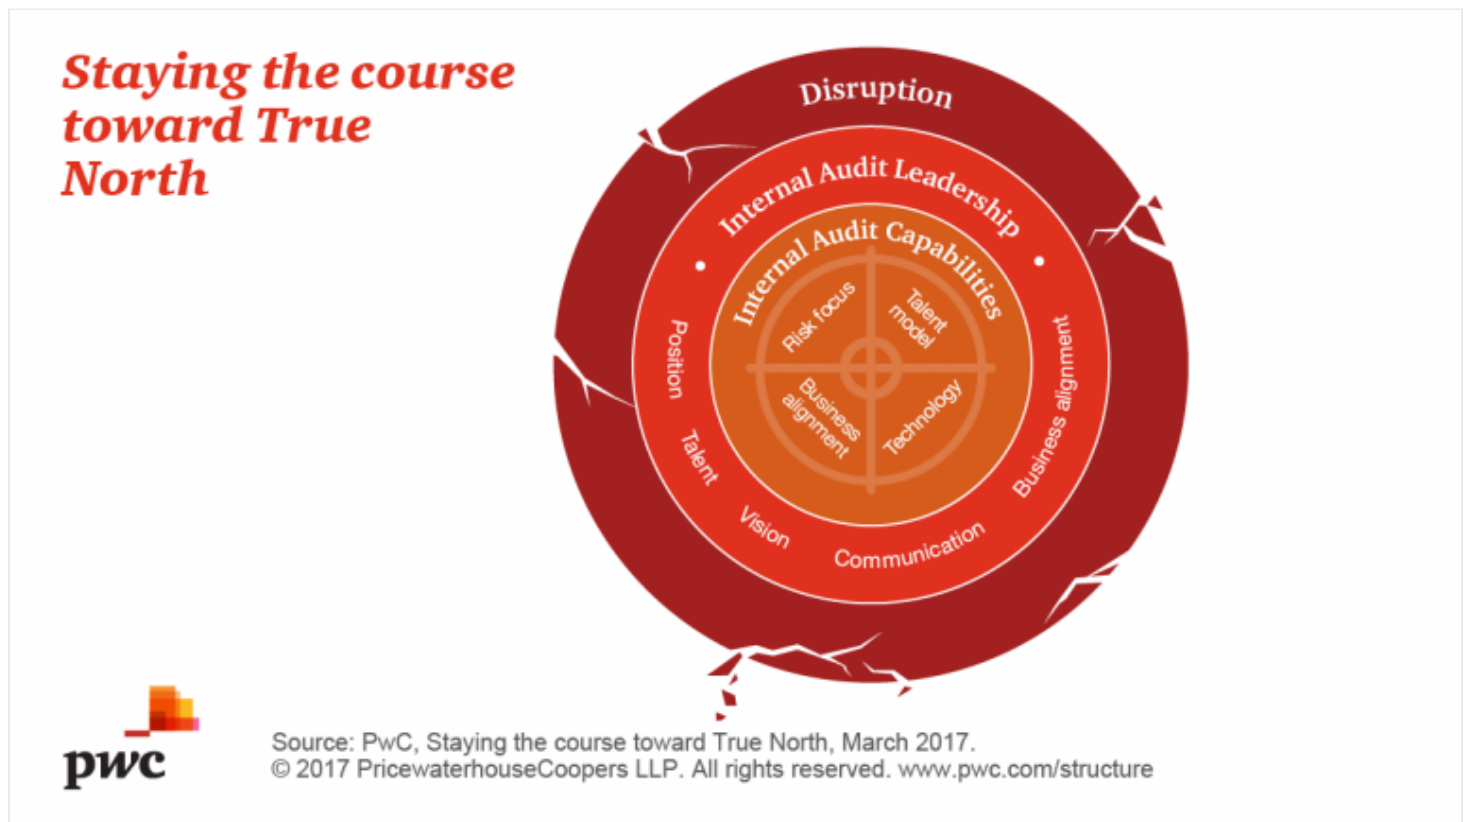 Staying the course
toward True
North
Disruption
Internal Audit Leadership
Internal Audit Capabilities
Risk focus
Talent
model
Business
alignment
Technology
Position
Talent
Vision
Communication
Business alignment
pwc
Source: PwC, Staying the course toward True North, March 2017.
© 2017 PricewaterhouseCoopers LLP. All rights reserved. www.pwc.com/structure